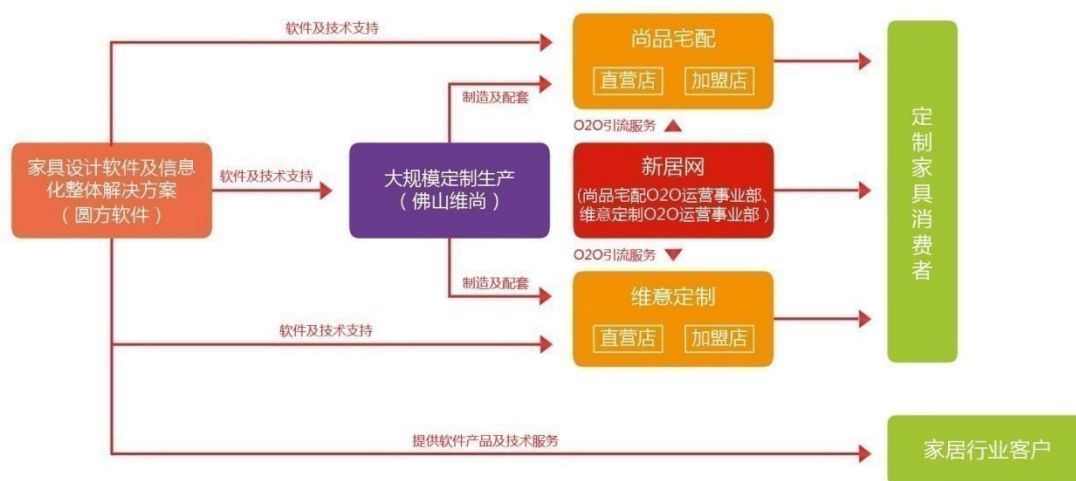 软件及技术支持
尚品宅配
直营店
加盟店
制造及配套
O2O引流服务
家具设计软件及信息
化整体解决方案
（圆方软件）
软件及技术支持
大规模定制生产
（佛山维尚）
新居网
(尚品宅配O2O运营事业部、
维意定制O2O运营事业部）
定制家具消费者
O2O引流服务
制造及配套
维意定制
直营店
加盟店
软件及技术支持
提供软件产品及技术服务
家居行业客户